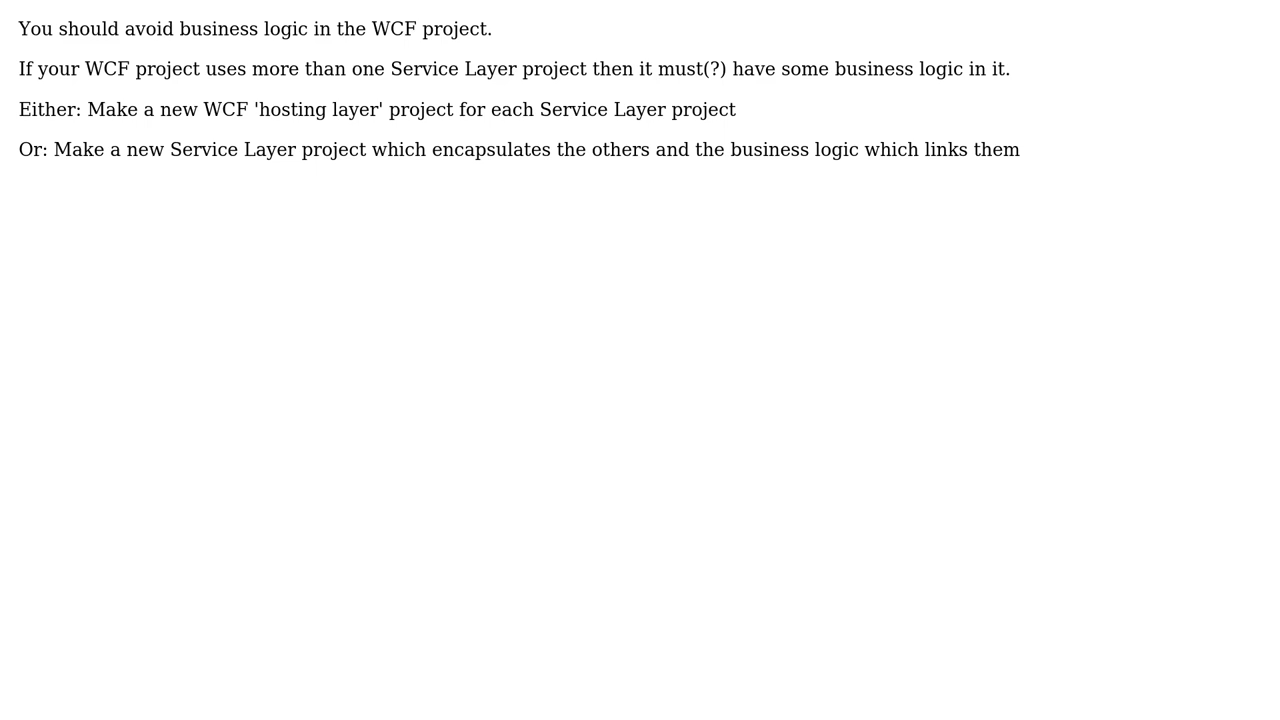 You should avoid business logic in the WCF project.
If your WCF project uses more than one Service Layer project then it must(?) have some business logic in it.
Either: Make a new WCF 'hosting layer' project for each Service Layer project
Or: Make a new Service Layer project which encapsulates the others and the business logic which links them